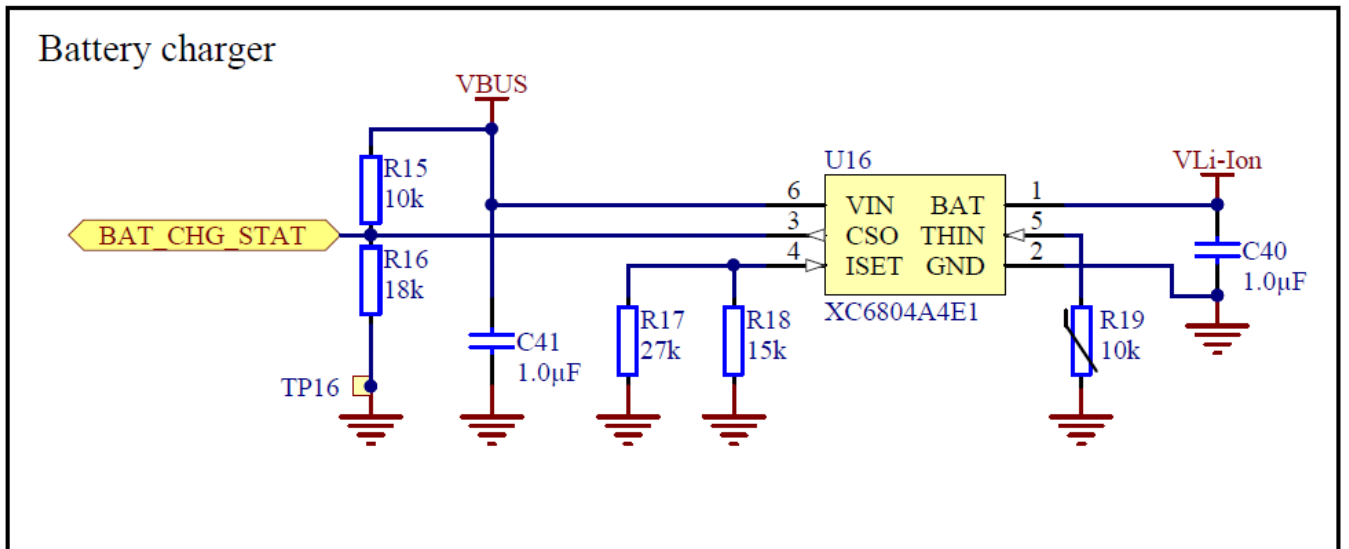 Battery charger
VBUS
R15
10k
BAT_CHG_STAT
R16
18k
TP16
C41
1.0µF
R17
27k
R18
15k
U16
6 VIN BAT 1
3 CSO THIN 5
4 ISET GND 2
XC6804A4E1
VLi-Ion
C40
1.0µF
R19
10k